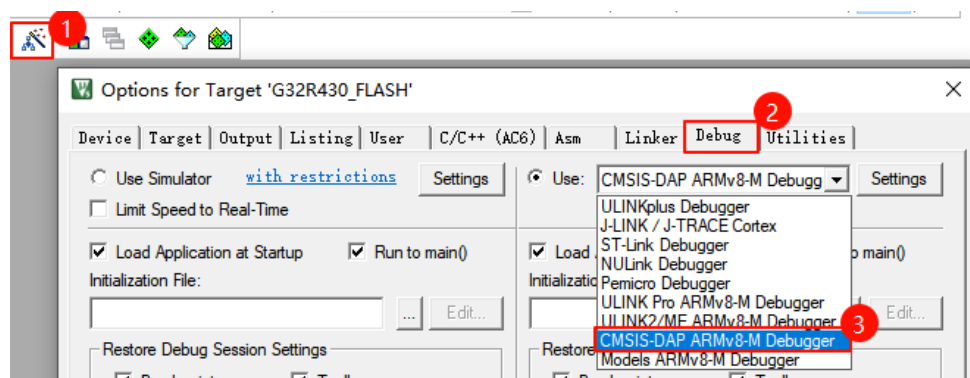 1
Options for Target 'G32R430_FLASH'
2
Device Target Output Listing User C/C++ (AC6) Asm Linker Debug Utilities
Use Simulator with restrictions Settings Use: CMSIS-DAP ARMv8-M Debugg Settings
Limit Speed to Real-Time
ULINKplus Debugger
J-LINK / J-TRACE Cortex
ST-Link Debugger
NULink Debugger
Pemicro Debugger
ULINK Pro ARMv8-M Debugger
ULINK2/ME ARMv8-M Debugger
CMSIS-DAP ARMv8-M Debugger
3
Models ARMv8-M Debugger
Load Application at Startup Run to main() Load main()
Initialization File:
... Edit... Edit...
Restore Debug Session Settings Restore